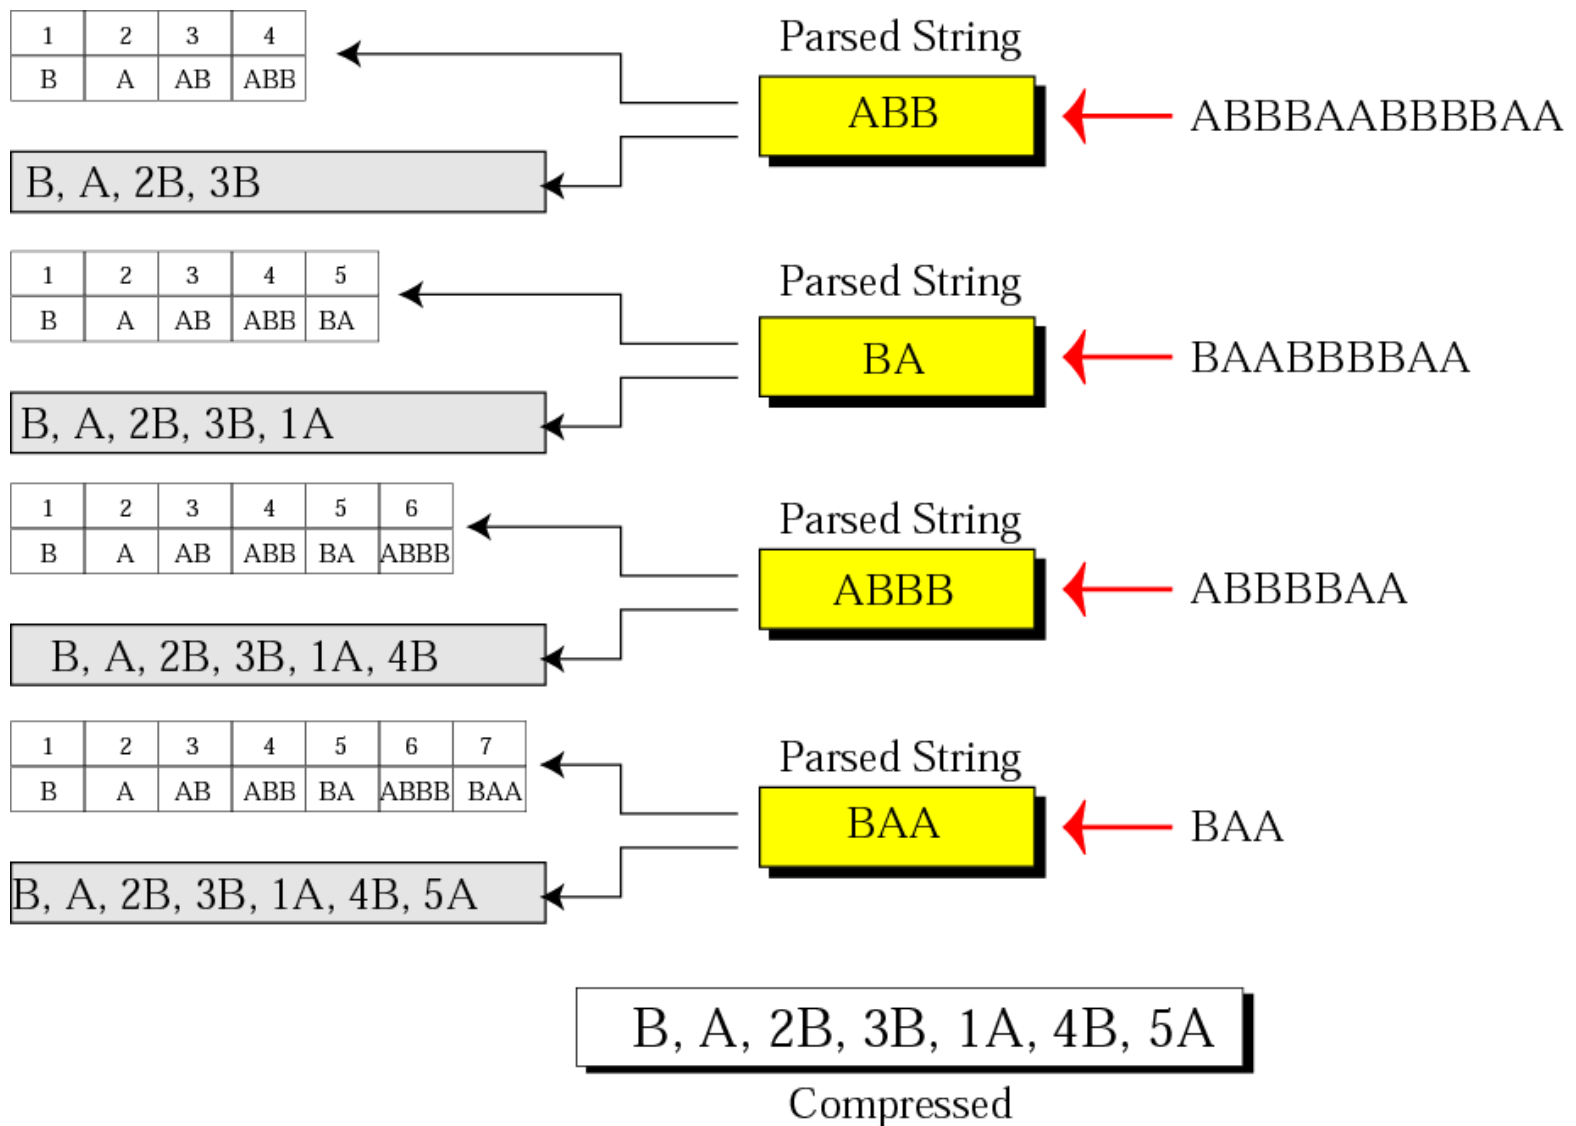 1 2 3 4
B A AB ABB
Parsed String
ABB
ABBBAABBBBAA
B, A, 2B, 3B
1 2 3 4 5
B A AB ABB BA
Parsed String
BA
BAABBBBAA
B, A, 2B, 3B, 1A
1 2 3 4 5 6
B A AB ABB BA ABBB
Parsed String
ABBB
ABBBBAA
B, A, 2B, 3B, 1A, 4B
1 2 3 4 5 6 7
B A AB ABB BA ABBB BAA
Parsed String
BAA
BAA
B, A, 2B, 3B, 1A, 4B, 5A
B, A, 2B, 3B, 1A, 4B, 5A
Compressed